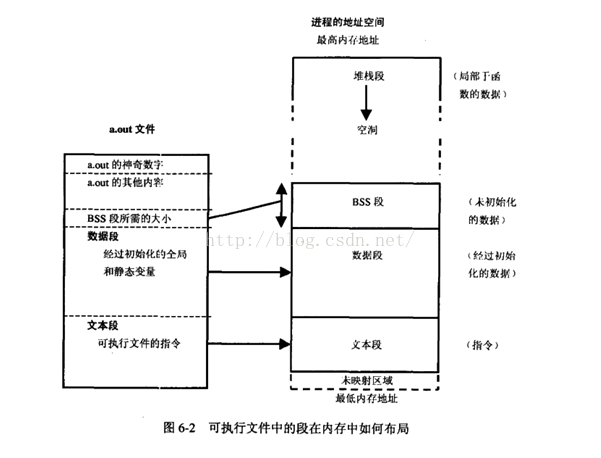 进程的地址空间
最高内存地址
堆栈段
（局部于函
数的数据）
空洞
a.out 文件
a.out 的神奇数字
a.out 的其他内容
BSS 段所需的大小
数据段
经过初始化的全局
和静态变量
文本段
可执行文件的指令
BSS 段
（未初始化
的数据）
http://blog.csdn.net/
数据段
（经过初始
化的数据）
文本段
（指令）
未映射区域
最低内存地址
图 6-2 可执行文件中的段在内存中如何布局